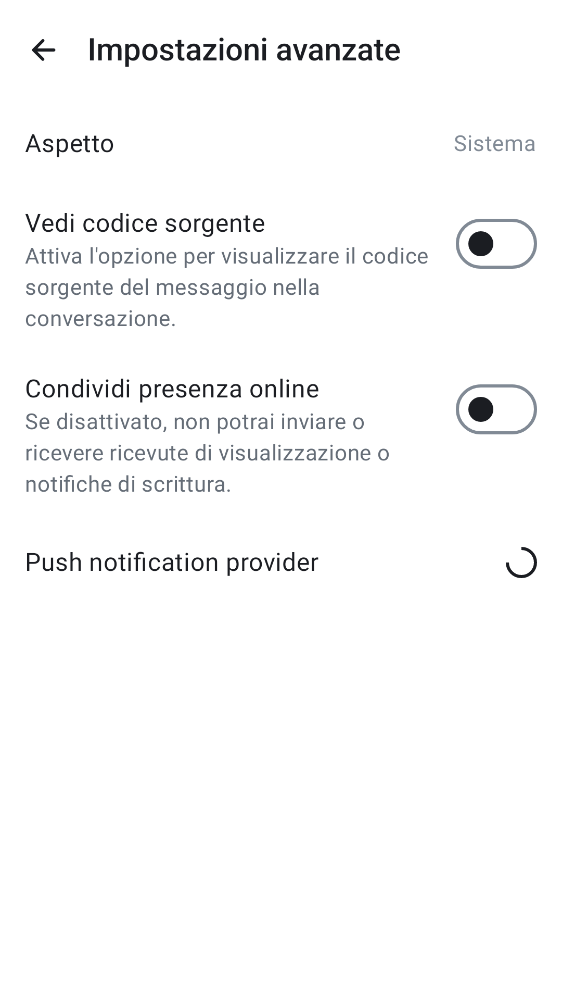 Impostazioni avanzate
Aspetto
Sistema
Vedi codice sorgente
Attiva l'opzione per visualizzare il codice
sorgente del messaggio nella
conversazione.
Condividi presenza online
Se disattivato, non potrai inviare o
ricevere ricevute di visualizzazione o
notifiche di scrittura.
Push notification provider